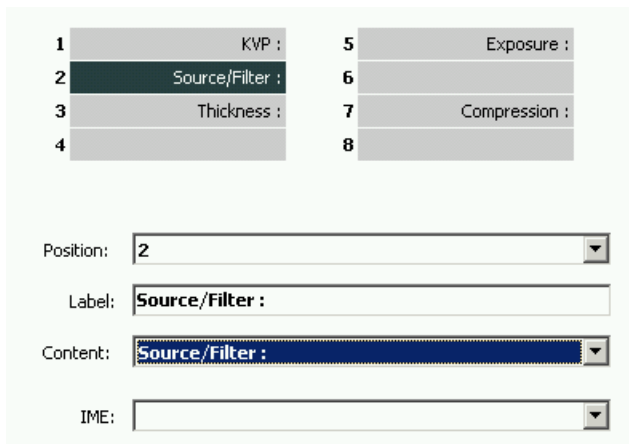 1 KVP : 5 Exposure :
2 Source/Filter : 6
3 Thickness : 7 Compression :
4 8
Position: 2
Label: Source/Filter :
Content: Source/Filter :
IME: